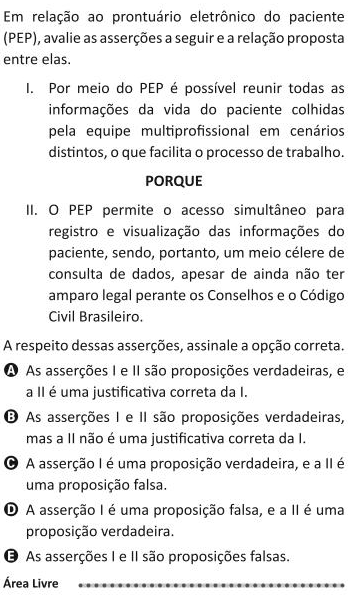 Em relação ao prontuário eletrônico do paciente
(PEP), avalie as asserções a seguir e a relação proposta
entre elas.
I. Por meio do PEP é possível reunir todas as
informações da vida do paciente colhidas
pela equipe multiprofissional em cenários
distintos, o que facilita o processo de trabalho.
PORQUE
II. O PEP permite o acesso simultâneo para
registro e visualização das informações do
paciente, sendo, portanto, um meio célere de
consulta de dados, apesar de ainda não ter
amparo legal perante os Conselhos e o Código
Civil Brasileiro.
A respeito dessas asserções, assinale a opção correta.
A As asserções I e II são proposições verdadeiras, e
a II é uma justificativa correta da I.
B As asserções I e II são proposições verdadeiras,
mas a II não é uma justificativa correta da I.
C A asserção I é uma proposição verdadeira, e a II é
uma proposição falsa.
D A asserção I é uma proposição falsa, e a II é uma
proposição verdadeira.
E As asserções I e II são proposições falsas.
Área Livre